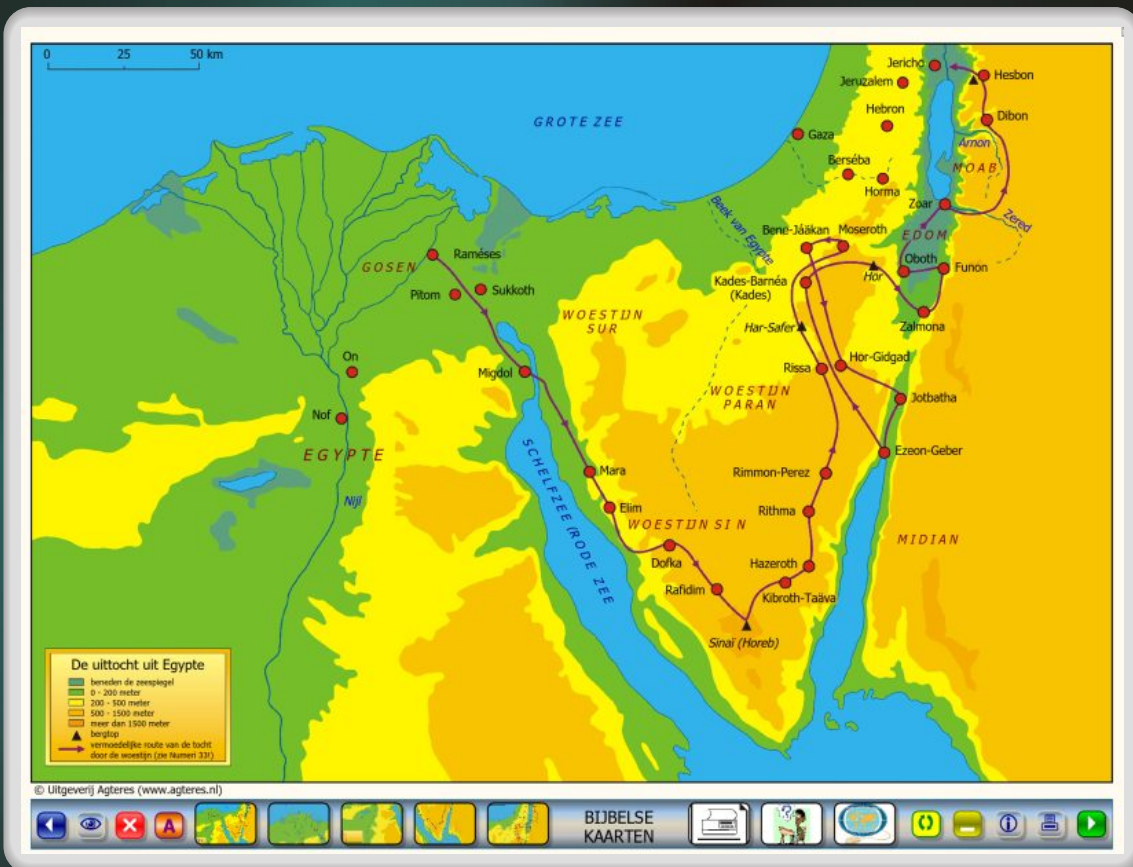 0 25 50 km
GROTE ZEE
Jericho
Hesbon
Jeruzalem
Hebron
Dibon
Gaza
Arnon
Berséba
MOAB
Horma
Zoar
Zered
Beek van Egypte
Bene-Jaäkan
Moseroth
EDOM
GOSEN
Raméses
Oboth
Funon
Hor
Pitom
Sukkoth
Kades-Barnéa
(Kades)
WOESTIJN
SUR
Har-Safer
Zalmona
On
Migdol
Rissa
Hor-Gidgad
WOESTIJN
PARAN
Jotbatha
Nof
EGYPTE
Ezeon-Geber
SCHELFZEE (RODE ZEE
Mara
Rimmon-Perez
Nijl
Elim
Rithma
WOESTIJN SIN
MIDIAN
Dofka
Hazeroth
Rafidim
Kibroth-Taäva
Sinaï (Horeb)
De uittocht uit Egypte
beneden de zeespiegel
0 - 200 meter
200 - 500 meter
500 - 1500 meter
meer dan 1500 meter
bergtop
vermoedelijke route van de tocht
door de woestijn (zie Numeri 33!)
© Uitgeverij Agteres (www.agteres.nl)
A
BIJBELSE
KAARTEN